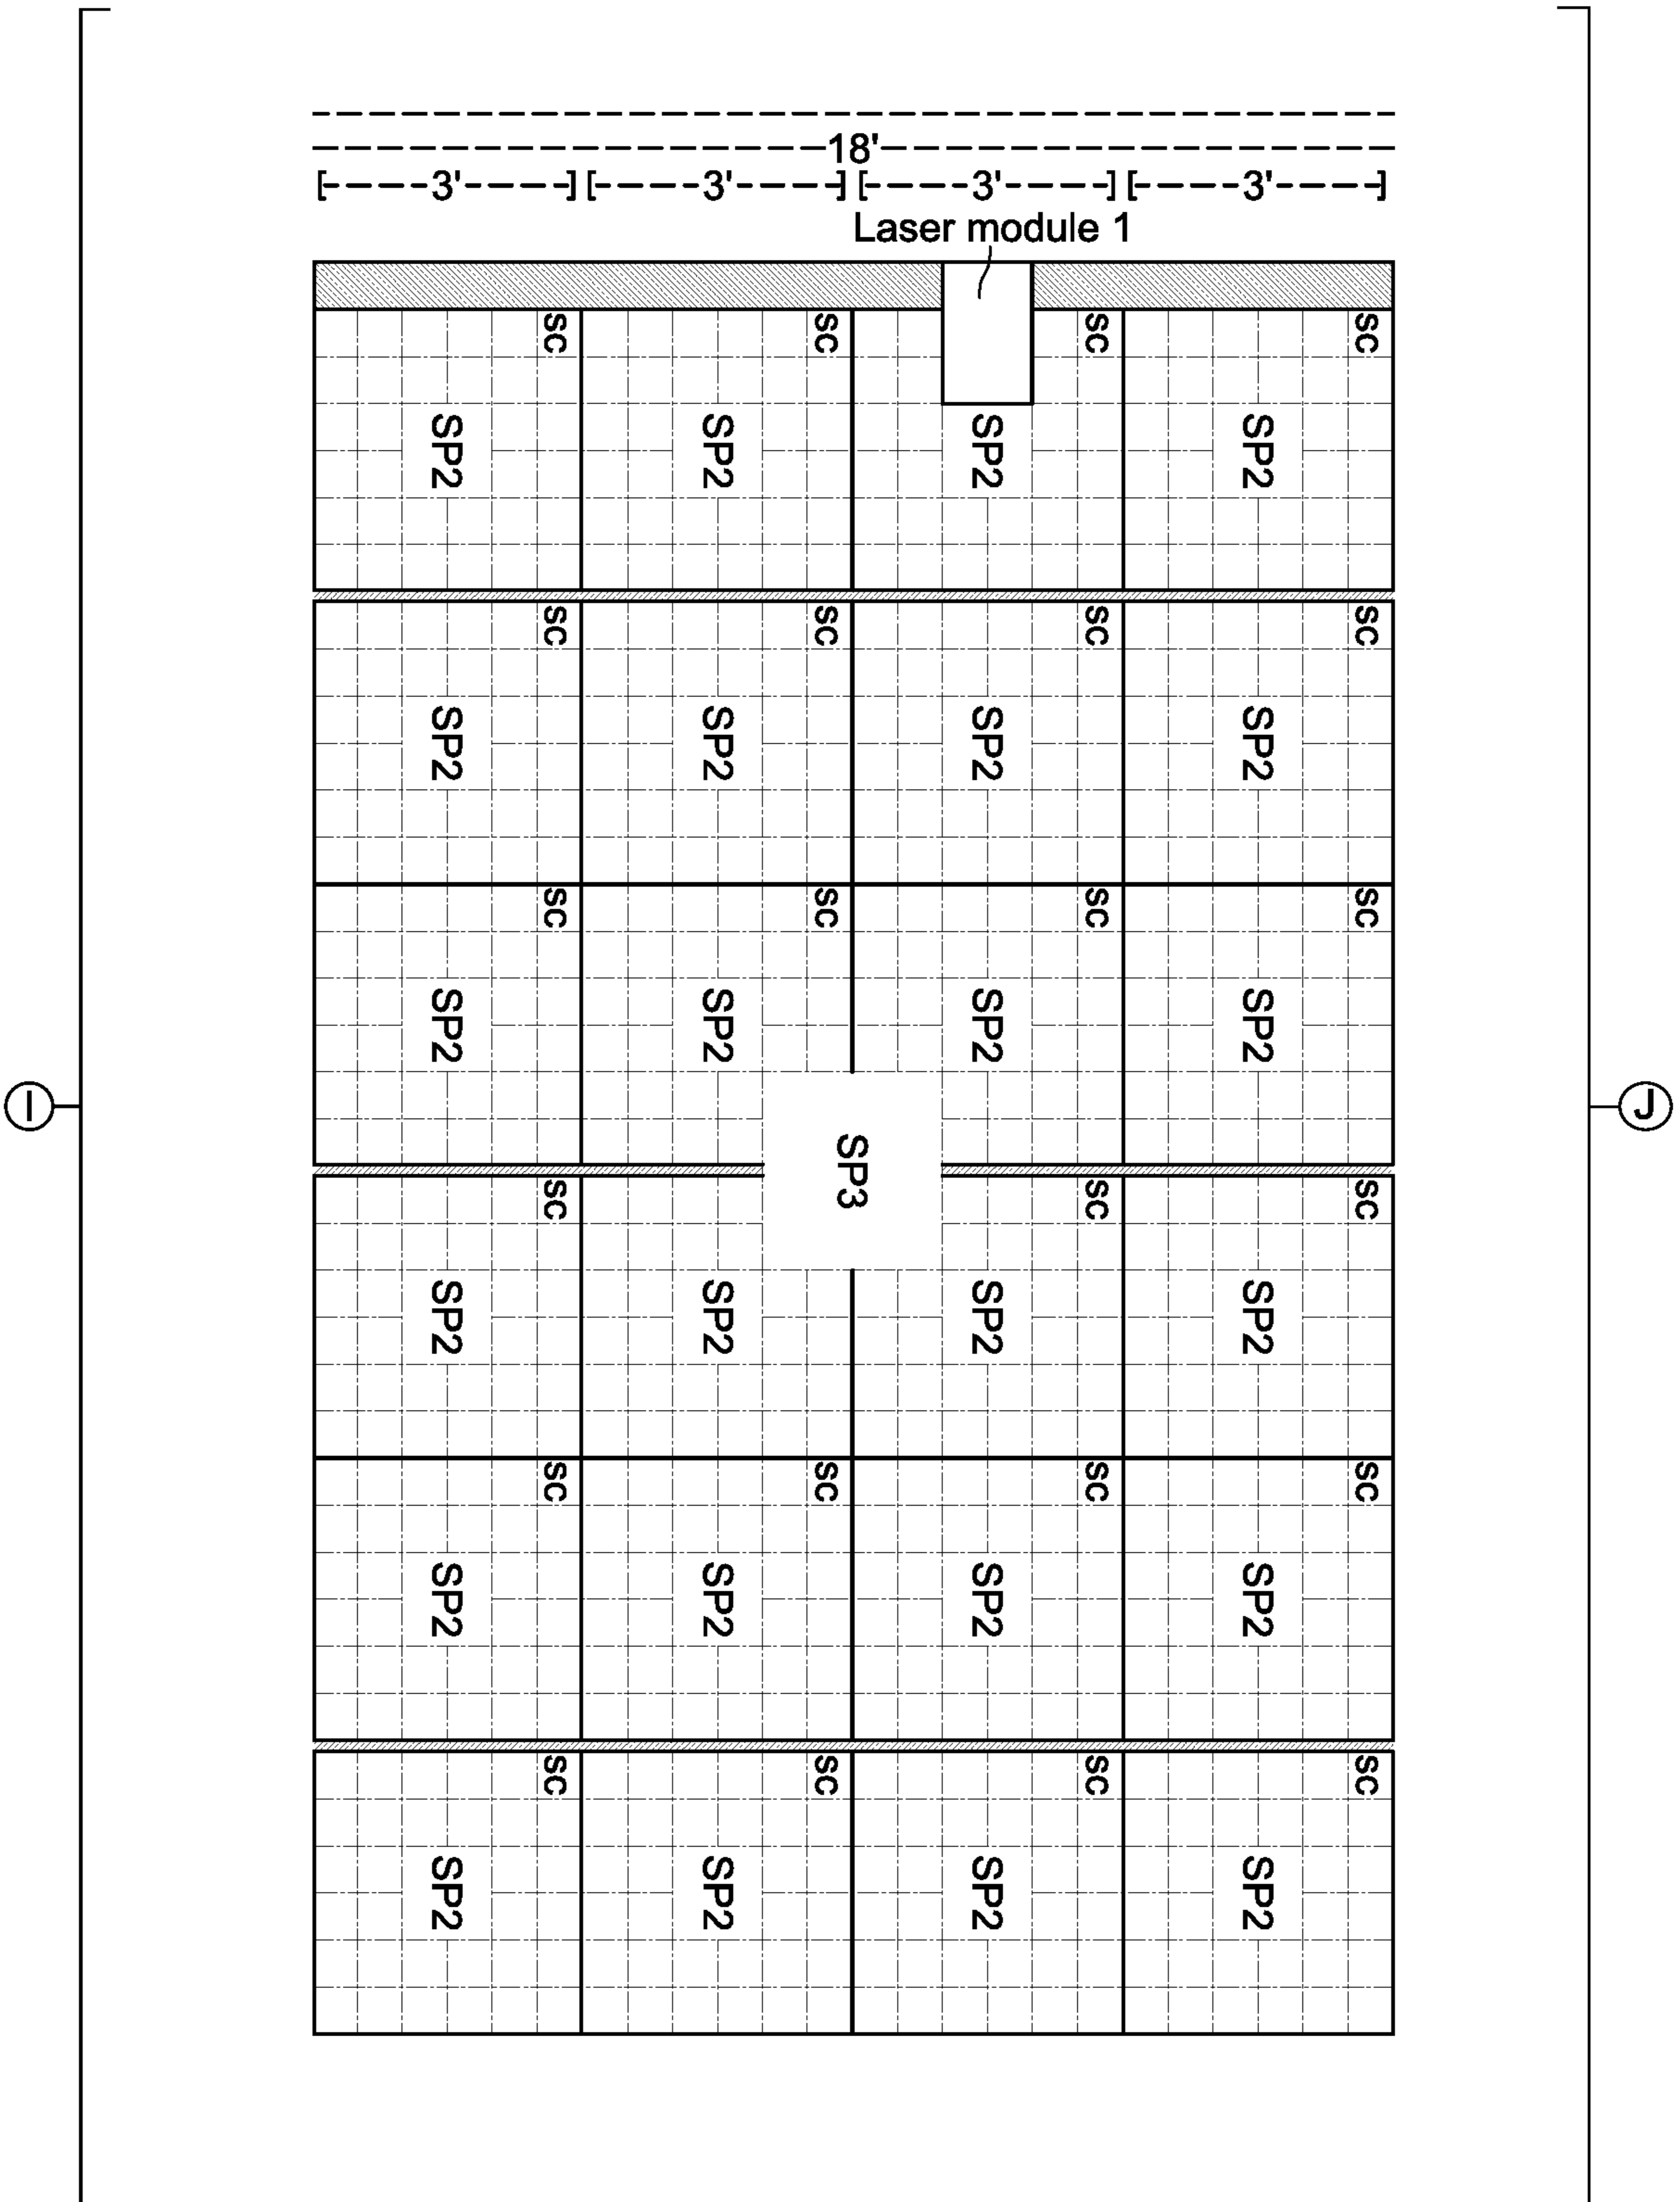 18'
[-----3'-----] [-----3'-----] [-----3'-----] [-----3'-----]
Laser module 1
SC SC SC SC
SP2 SP2 SP2 SP2
SC SC SC SC
SP2 SP2 SP2 SP2
SC SC SC SC
SP2 SP2 SP2 SP2
I J
SP3
SC SC SC
SP2 SP2 SP2 SP2
SC SC SC SC
SP2 SP2 SP2 SP2
SC SC SC SC
SP2 SP2 SP2 SP2